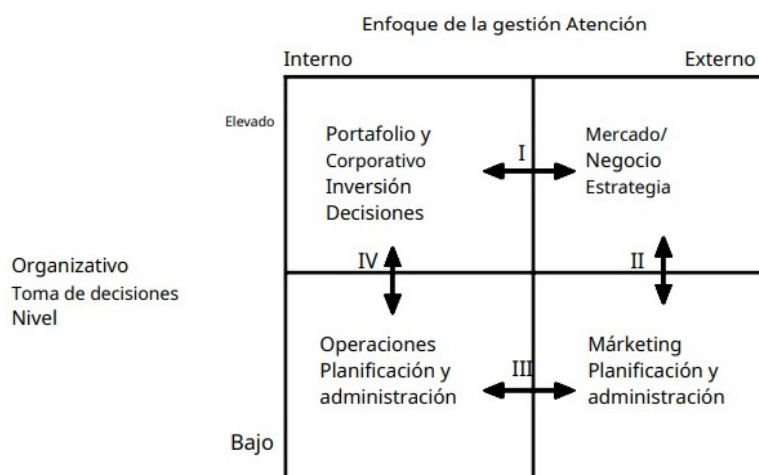 Enfoque de la gestión Atención
Interno
Externo
Elevado
Portafolio y
Corporativo
Inversión
Decisiones
I
Mercado/
Negocio
Estrategia
Organizativo
Toma de decisiones
Nivel
IV
II
Operaciones
Planificación y
administración
III
Márketing
Planificación y
administración
Bajo